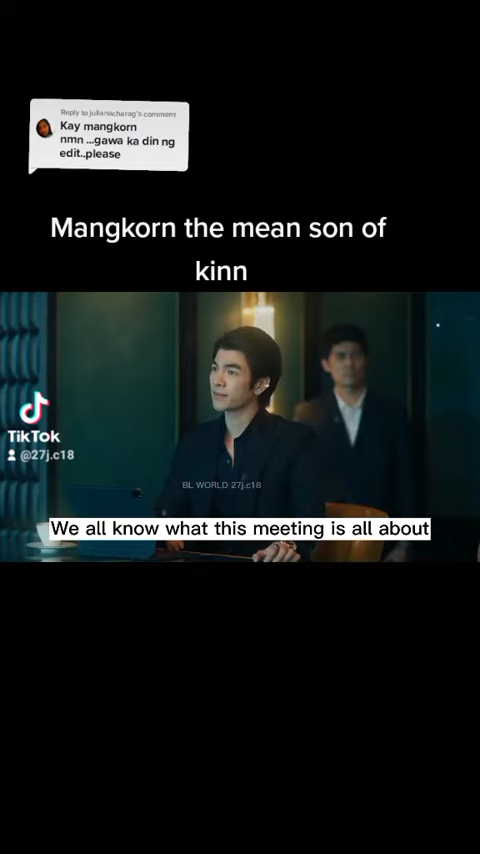 Reply to julianacharag's comment
Kay mangkorn
nmn ...gawa ka din ng
edit..please
Mangkorn the mean son of
kinn
TikTok
@27j.c18
BL WORLD 27j.c18
We all know what this meeting is all about